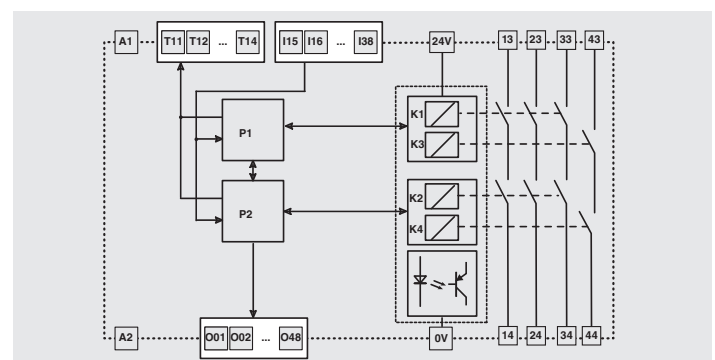 A1 T11 T12 ... T14 I15 I16 ... I38 24V 13 23 33 43
K1
P1
K3
K2
P2
K4
A2 O01 O02 ... O48 0V 14 24 34 44